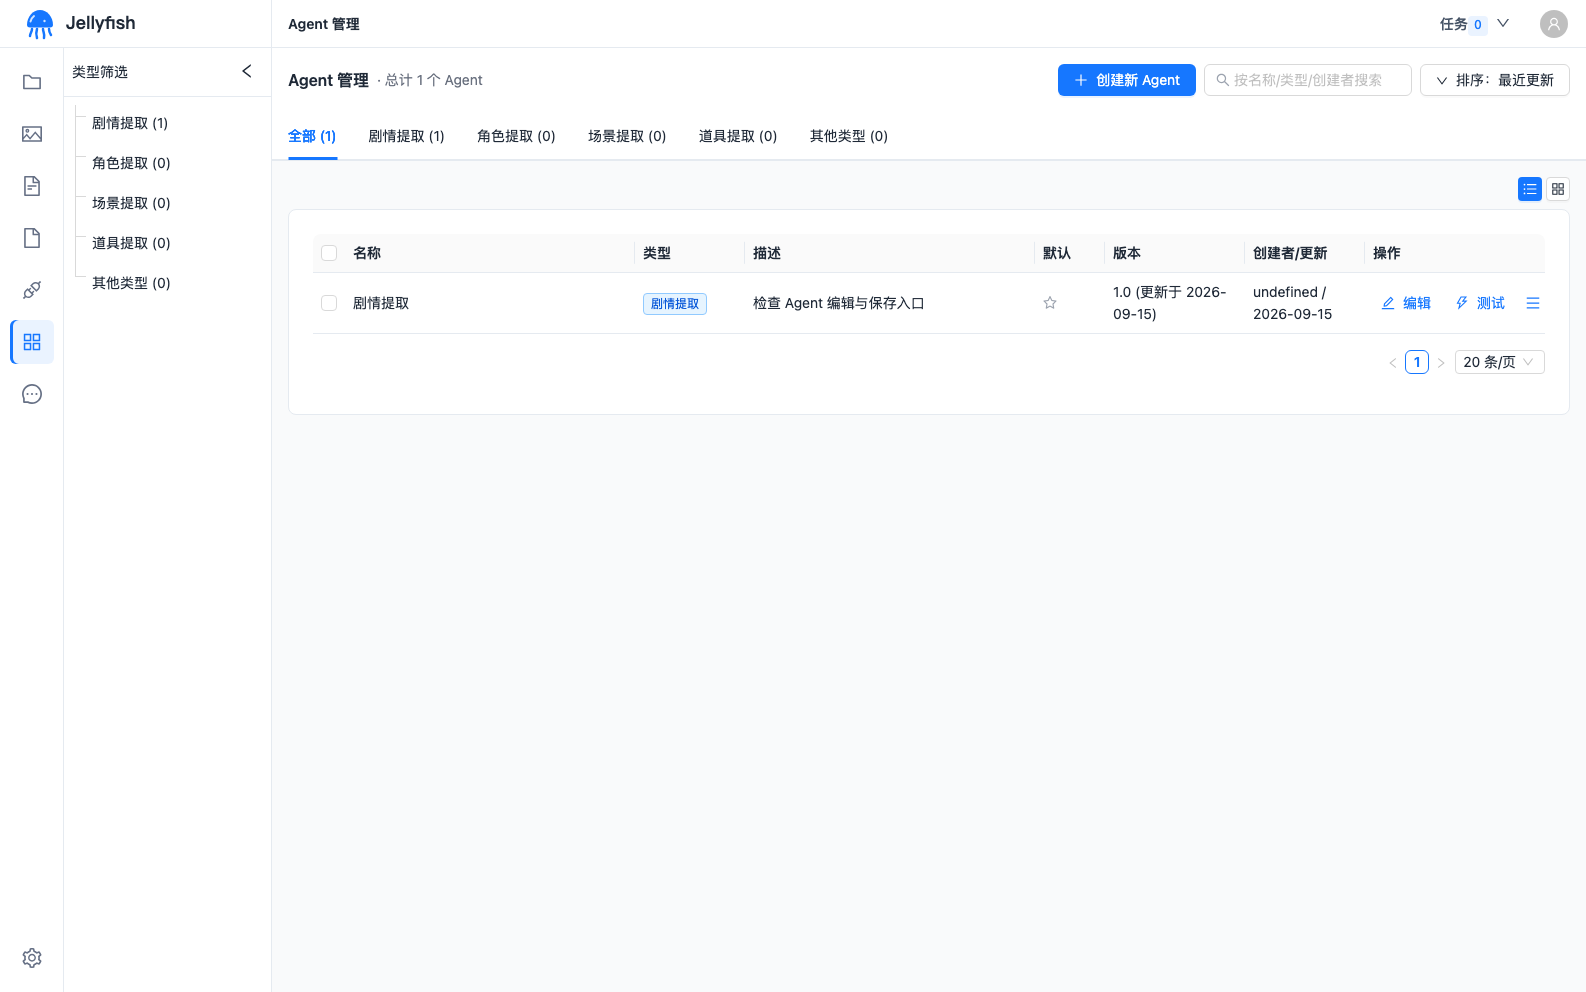 Jellyfish
Agent 管理
任务 0
类型筛选
剧情提取 (1)
角色提取 (0)
场景提取 (0)
道具提取 (0)
其他类型 (0)
Agent 管理 · 总计 1 个 Agent
创建新 Agent
按名称/类型/创建者搜索
排序：最近更新
全部 (1) 剧情提取 (1) 角色提取 (0) 场景提取 (0) 道具提取 (0) 其他类型 (0)
名称 类型 描述 默认 版本 创建者/更新 操作
剧情提取 剧情提取 检查 Agent 编辑与保存入口
1.0 (更新于 2026-
09-15)
undefined /
2026-09-15
编辑 测试
1
20 条/页